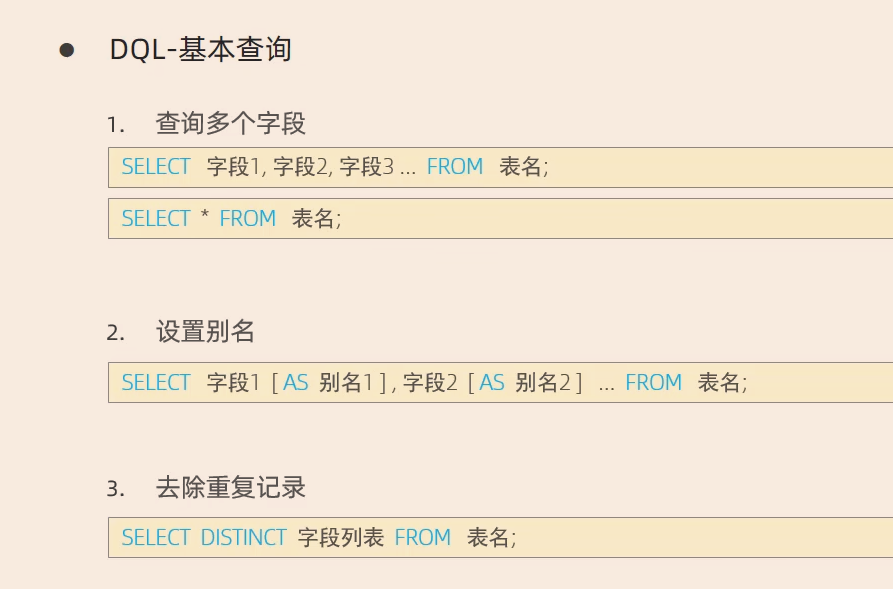 ● DQL-基本查询
1. 查询多个字段
SELECT 字段1, 字段2, 字段3 ... FROM 表名;
SELECT * FROM 表名;
2. 设置别名
SELECT 字段1 [ AS 别名1 ] , 字段2 [ AS 别名2 ] ... FROM 表名;
3. 去除重复记录
SELECT DISTINCT 字段列表 FROM 表名;